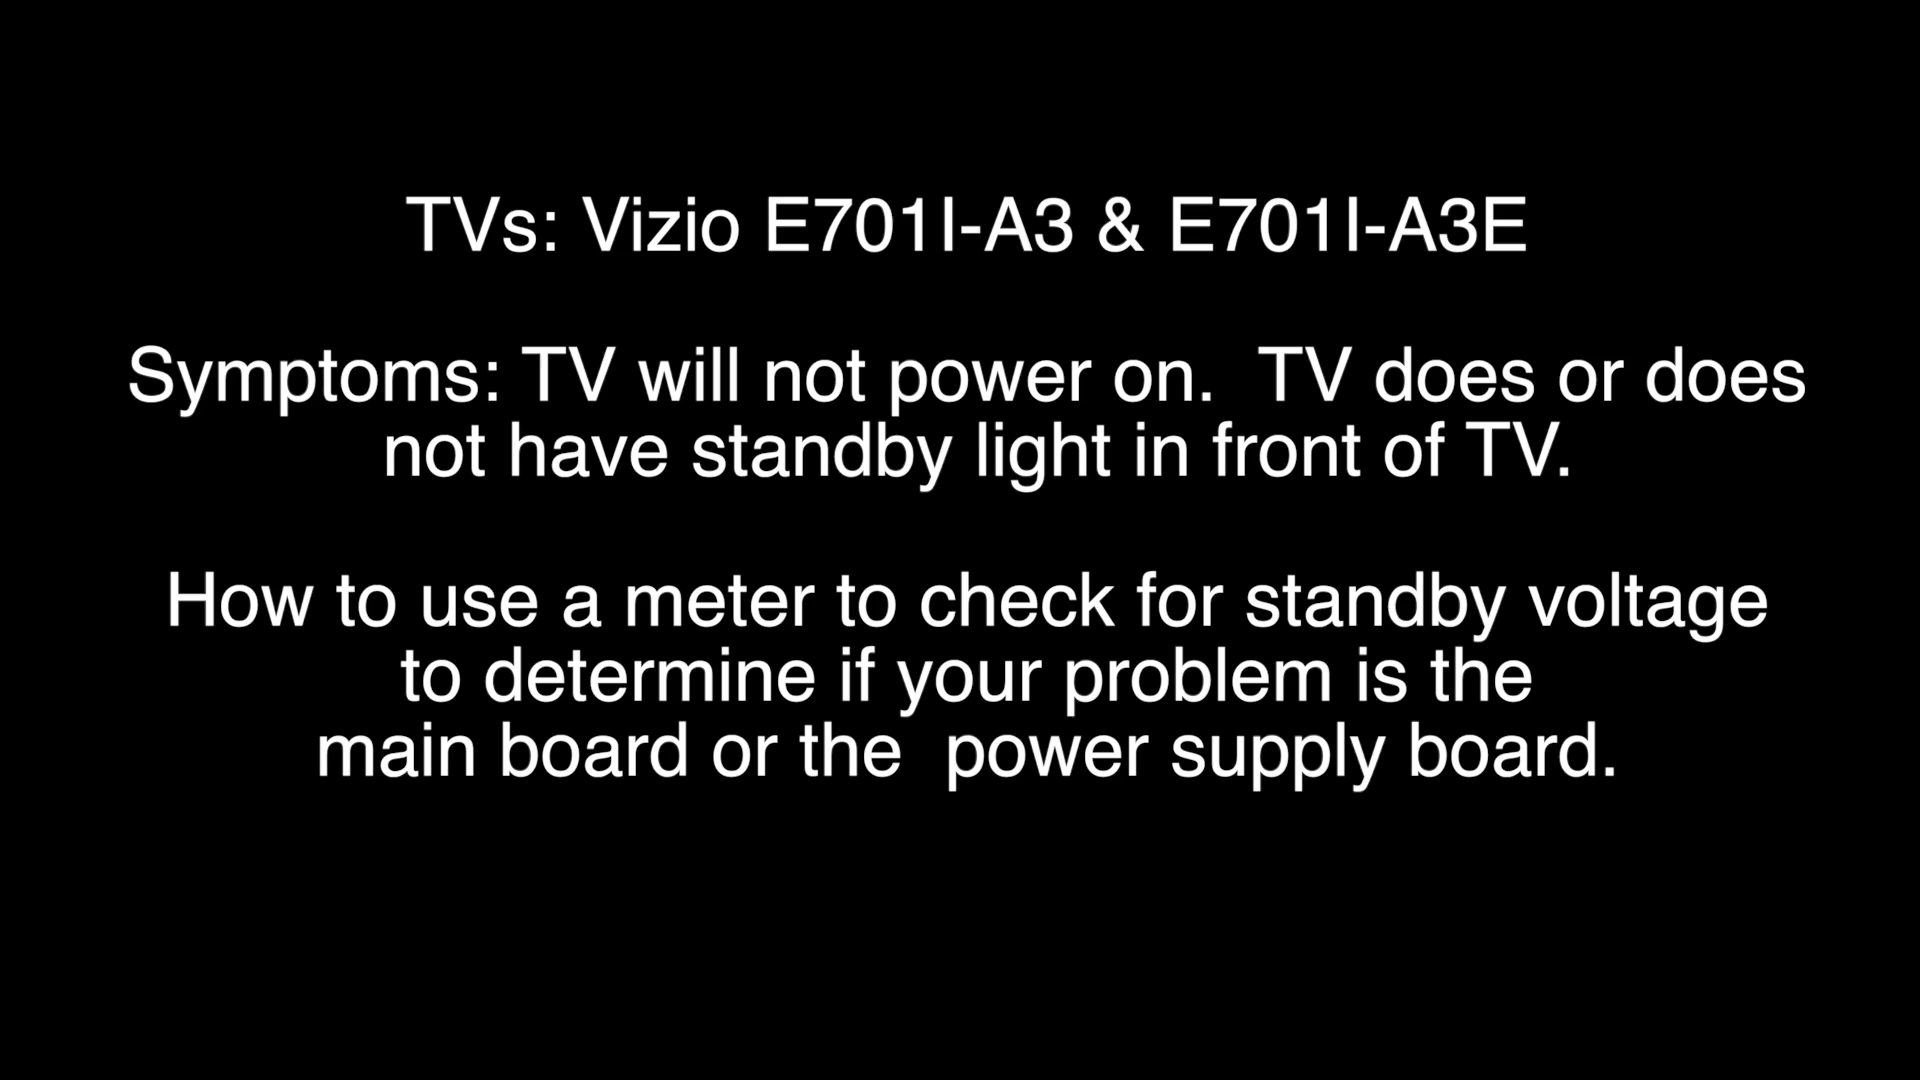 TVs: Vizio E701I-A3 & E701I-A3E
Symptoms: TV will not power on.  TV does or does
not have standby light in front of TV.
How to use a meter to check for standby voltage
to determine if your problem is the
main board or the  power supply board.